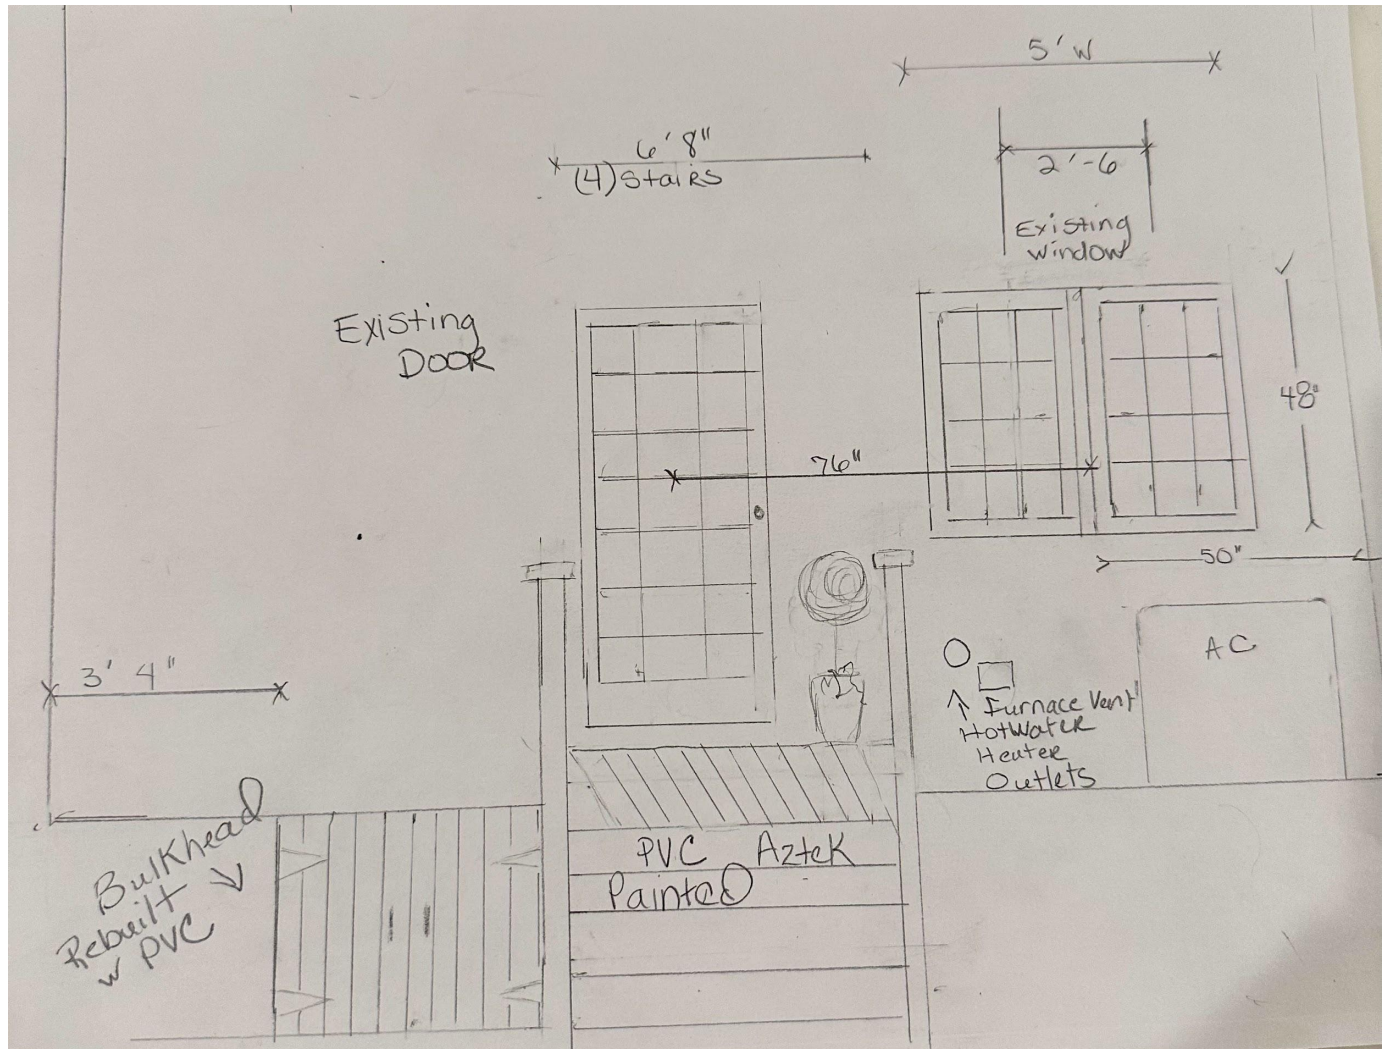 5' W
6' 8"
(4) Stairs
2'-6
Existing
Window
Existing
DOOR
48"
76"
50"
3' 4"
AC
Furnace Vent
HotWater
Heater
Outlets
Bulkhead
Rebuilt
w PVC
PVC Aztek
Painted